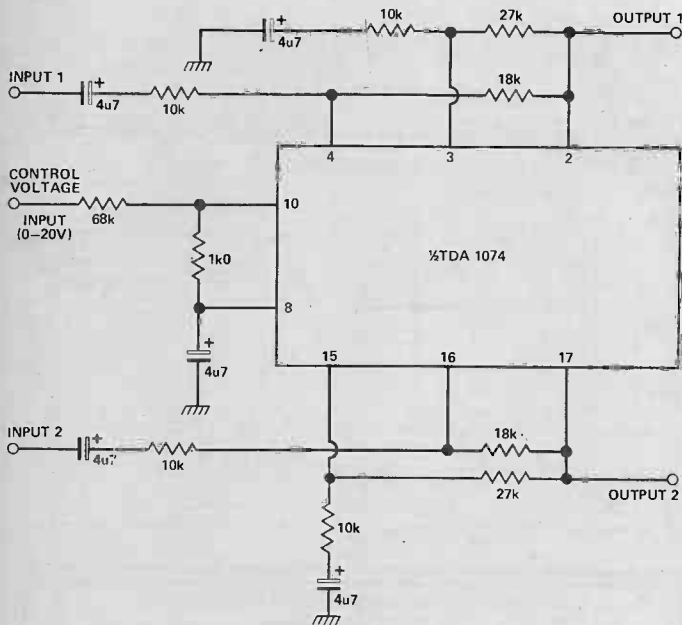 4u7
10k
27k
OUTPUT 1
INPUT 1
4u7
10k
18k
4
3
2
CONTROL
VOLTAGE
INPUT
(0–20V)
68k
10
1k0
½TDA 1074
8
4u7
15
16
17
INPUT 2
4u7
10k
18k
27k
OUTPUT 2
10k
4u7